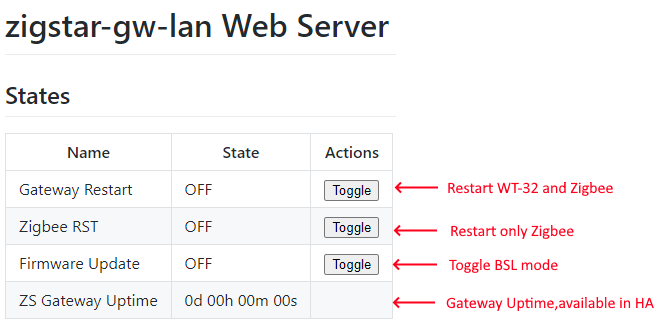 zigstar-gw-lan Web Server
States
Name State Actions
Gateway Restart OFF Toggle Restart WT-32 and Zigbee
Zigbee RST OFF Toggle Restart only Zigbee
Firmware Update OFF Toggle Toggle BSL mode
ZS Gateway Uptime 0d 00h 00m 00s Gateway Uptime,available in HA